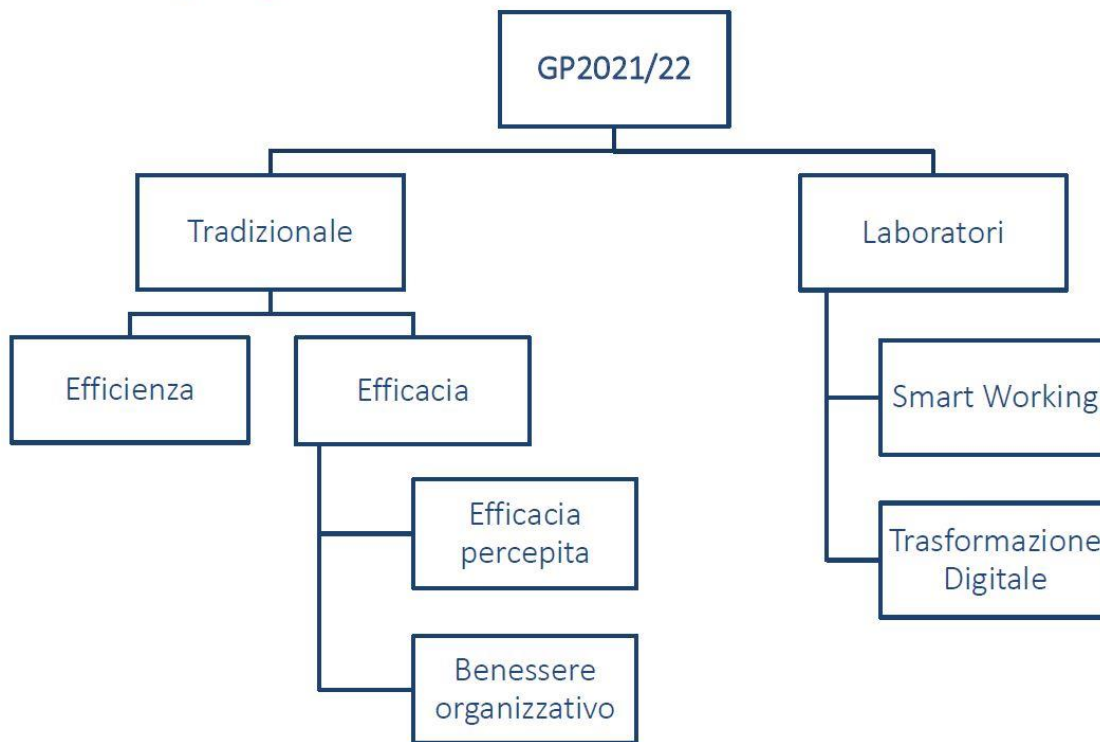 GP2021/22
Tradizionale
Laboratori
Efficienza
Efficacia
Smart Working
Efficacia
percepita
Trasformazione
Digitale
Benessere
organizzativo